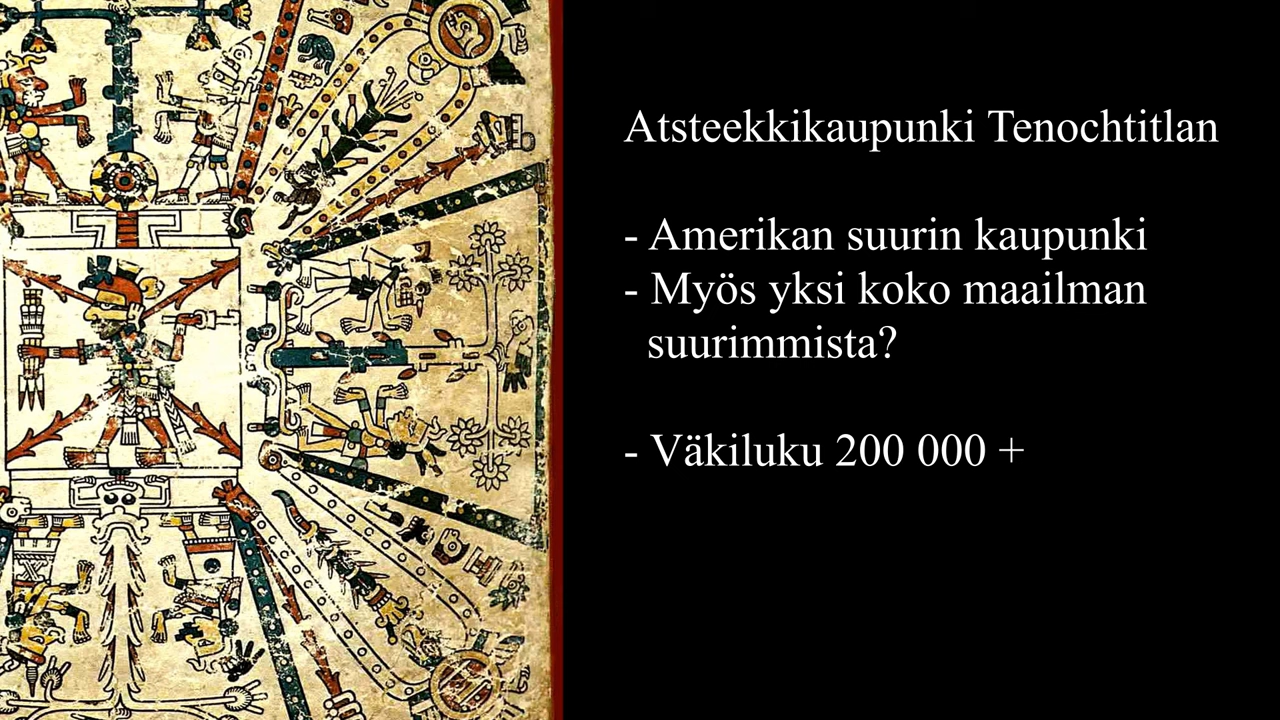 Atsteekkikaupunki Tenochtitlan
- Amerikan suurin kaupunki
- Myös yksi koko maailman
suurimmista?
- Väkiluku 200 000 +